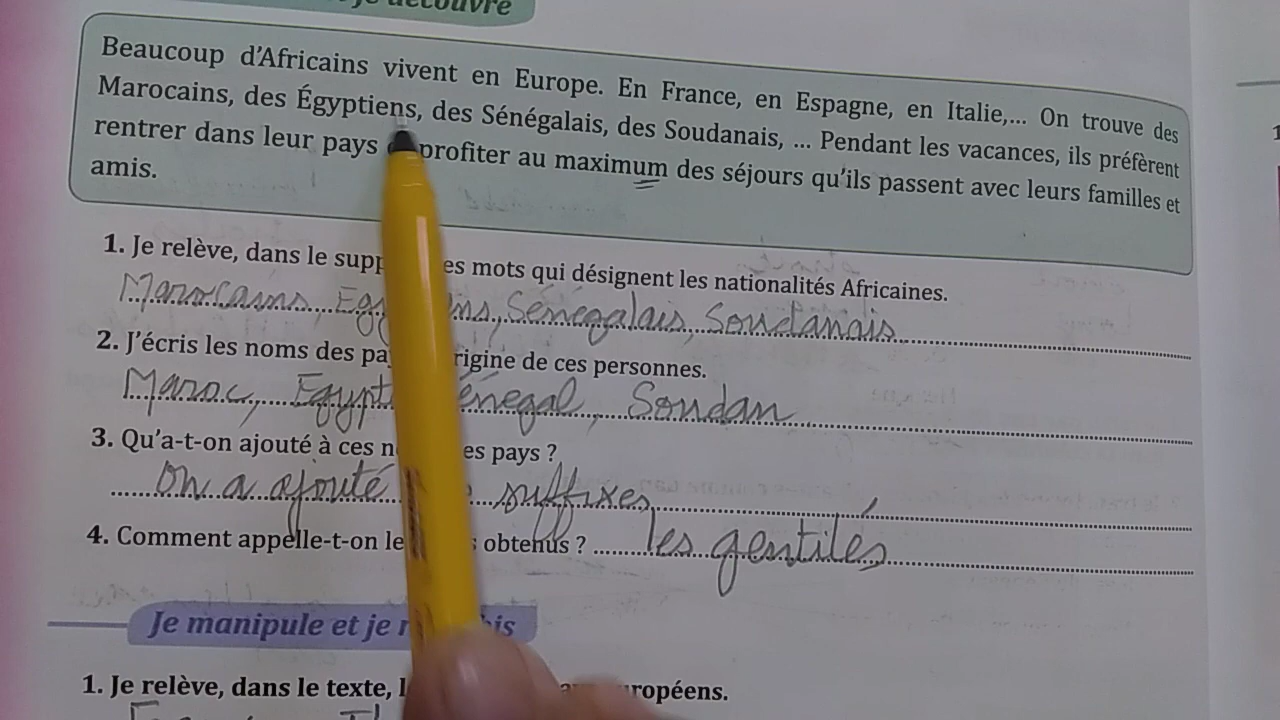 je découvre
Beaucoup d'Africains vivent en Europe. En France, en Espagne, en Italie,... On trouve des
Marocains, des Égyptiens, des Sénégalais, des Soudanais, ... Pendant les vacances, ils préfèrent
rentrer dans leur pays profiter au maximum des séjours qu'ils passent avec leurs familles et
amis.
1. Je relève, dans le supp es mots qui désignent les nationalités Africaines.
Marocains, Egy ns, Sénégalais, Soudanais
2. J'écris les noms des pa rigine de ces personnes.
Maroc, Egypt énegal, Soudan
3. Qu'a-t-on ajouté à ces n es pays ?
On a ajouté suffixes
4. Comment appelle-t-on le s obtenus ? les gentilés
Je manipule et je r is
1. Je relève, dans le texte, l uropéens.